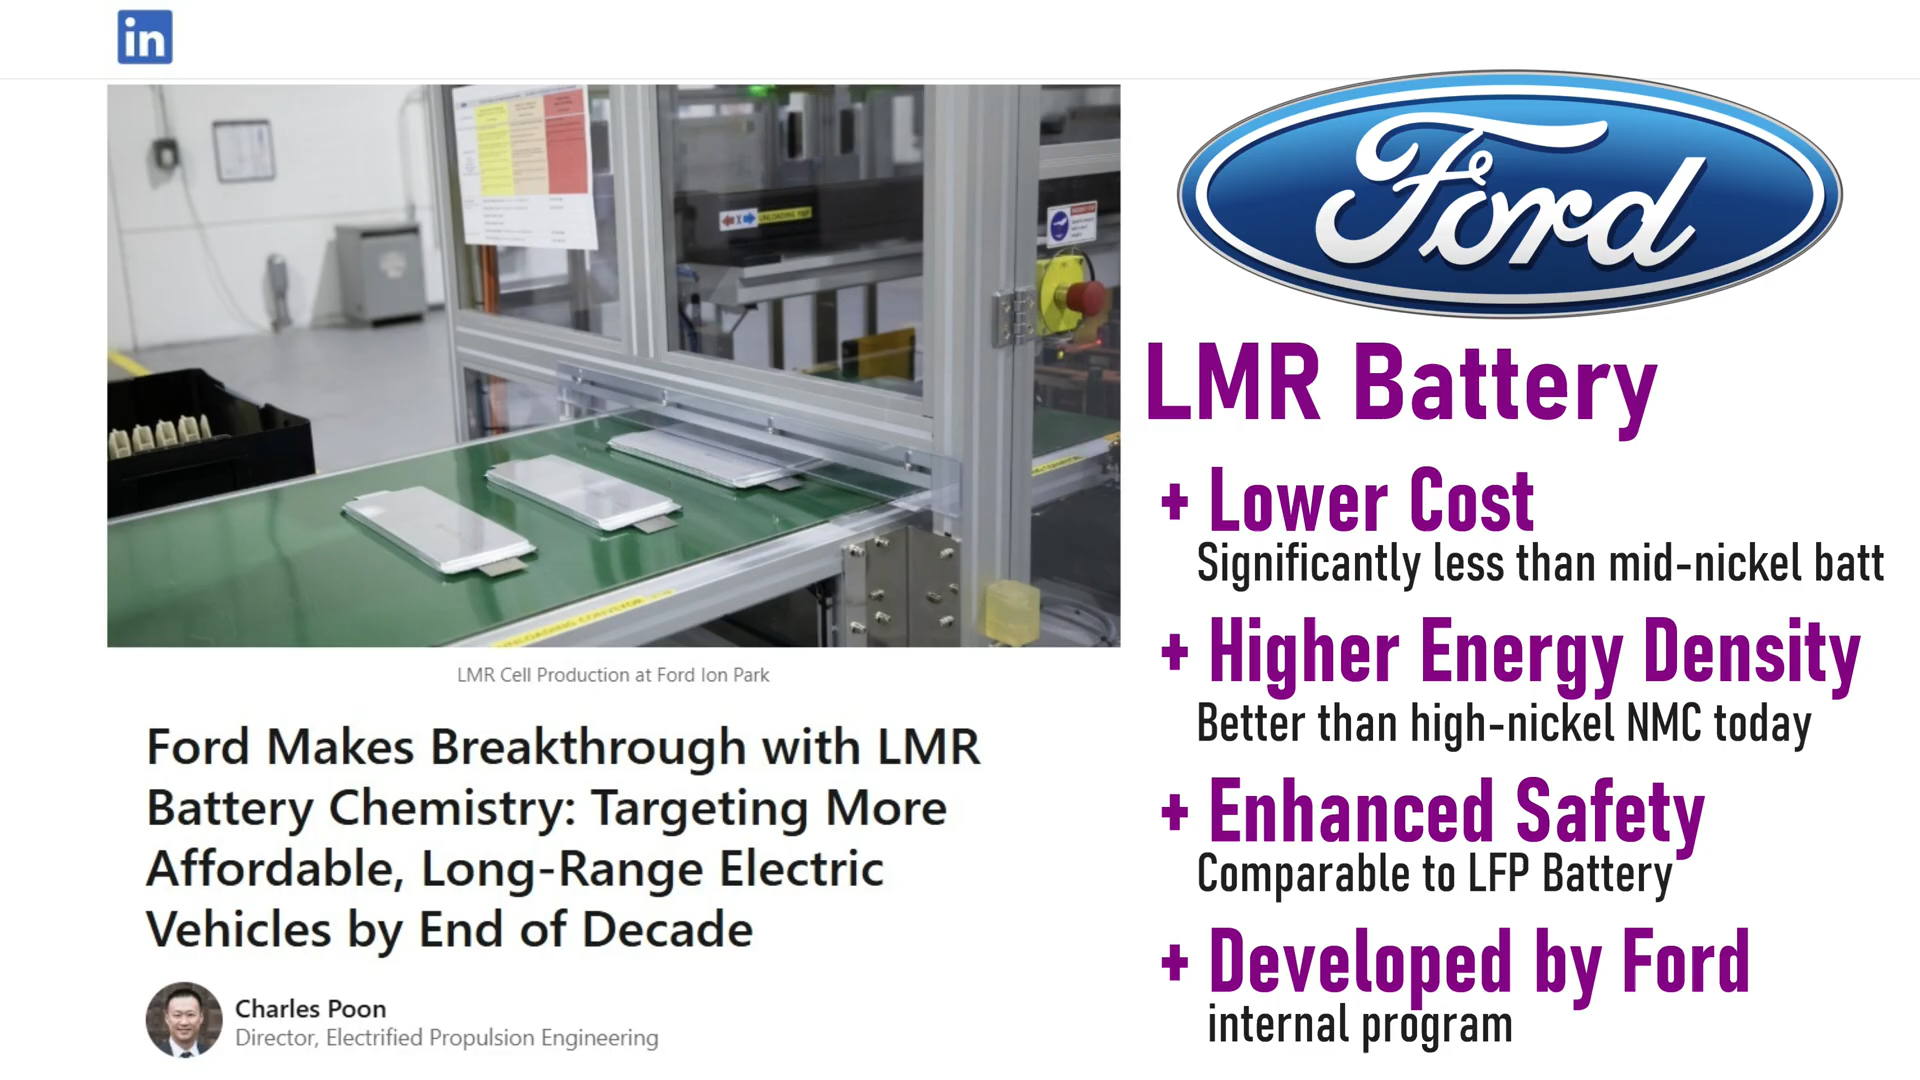 in
UNLOADING
LMR Cell Production at Ford Ion Park
Ford Makes Breakthrough with LMR
Battery Chemistry: Targeting More
Affordable, Long-Range Electric
Vehicles by End of Decade
Charles Poon
Director, Electrified Propulsion Engineering
Ford
LMR Battery
+ Lower Cost
Significantly less than mid-nickel batt
+ Higher Energy Density
Better than high-nickel NMC today
+ Enhanced Safety
Comparable to LFP Battery
+ Developed by Ford
internal program